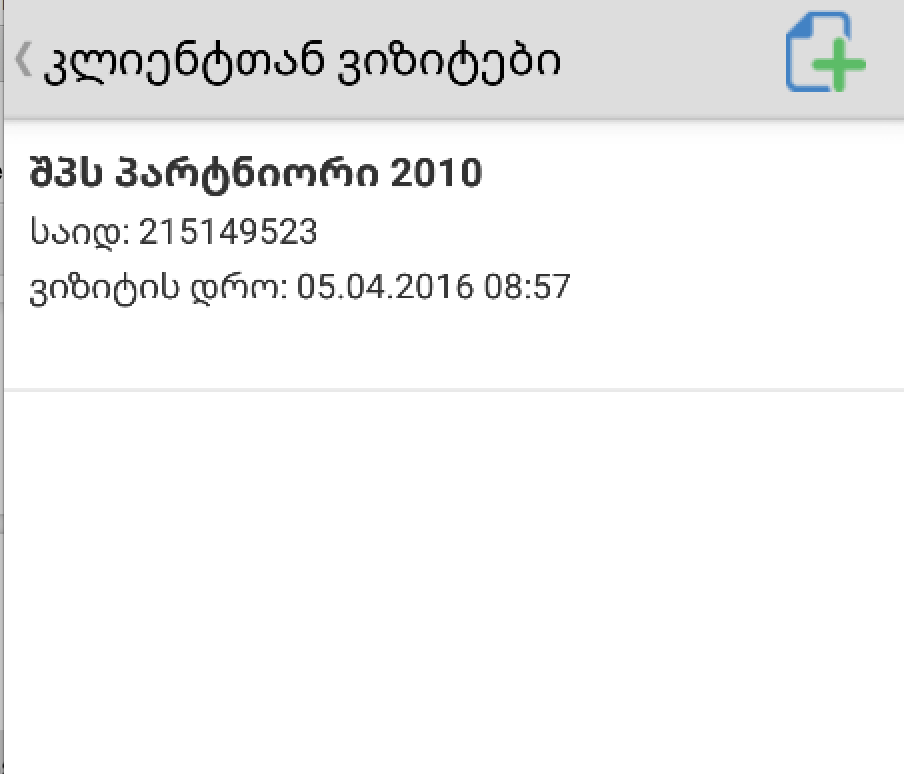 კლიენტთან ვიზიტები
შპს პარტნიორი 2010
საიდ: 215149523
ვიზიტის დრო: 05.04.2016 08:57